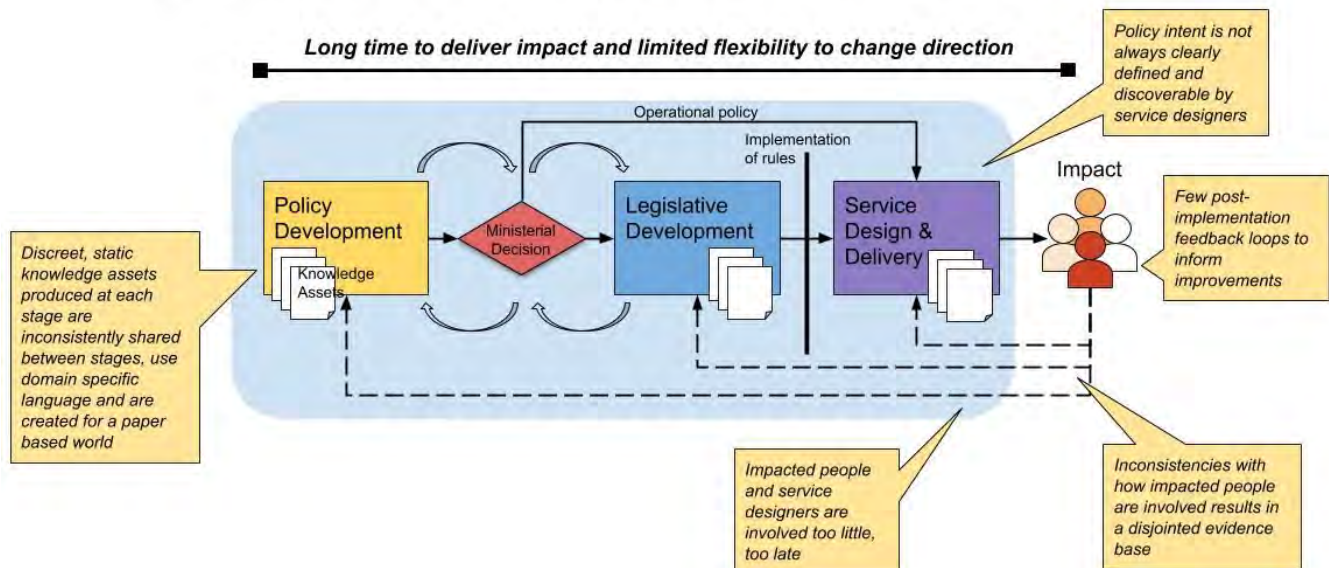 Long time to deliver impact and limited flexibility to change direction
Policy intent is not
always clearly
defined and
discoverable by
service designers
Operational policy
Implementation
of rules
Impact
Policy
Development
Knowledge
Assets
Ministerial
Decision
Legislative
Development
Service
Design &
Delivery
Few post-
implementation
feedback loops to
inform
improvements
Discreet, static
knowledge assets
produced at each
stage are
inconsistently shared
between stages, use
domain specific
language and are
created for a paper
based world
Impacted people
and service
designers are
involved too little,
too late
Inconsistencies with
how impacted people
are involved results in
a disjointed evidence
base